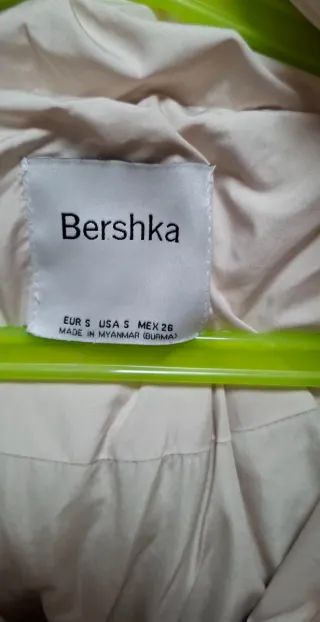 Bershka
EUR S USA S MEX 26
MADE IN MYANMAR (BURMA)